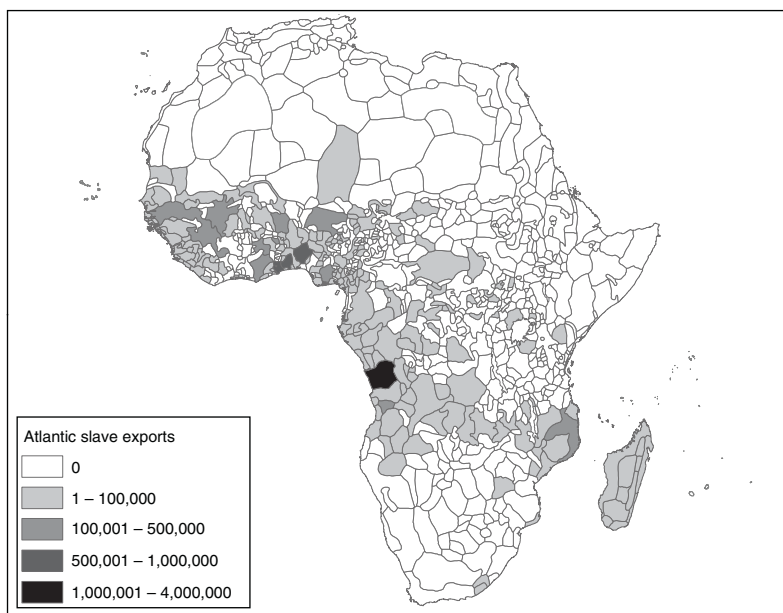 Atlantic slave exports
0
1 – 100,000
100,001 – 500,000
500,001 – 1,000,000
1,000,001 – 4,000,000